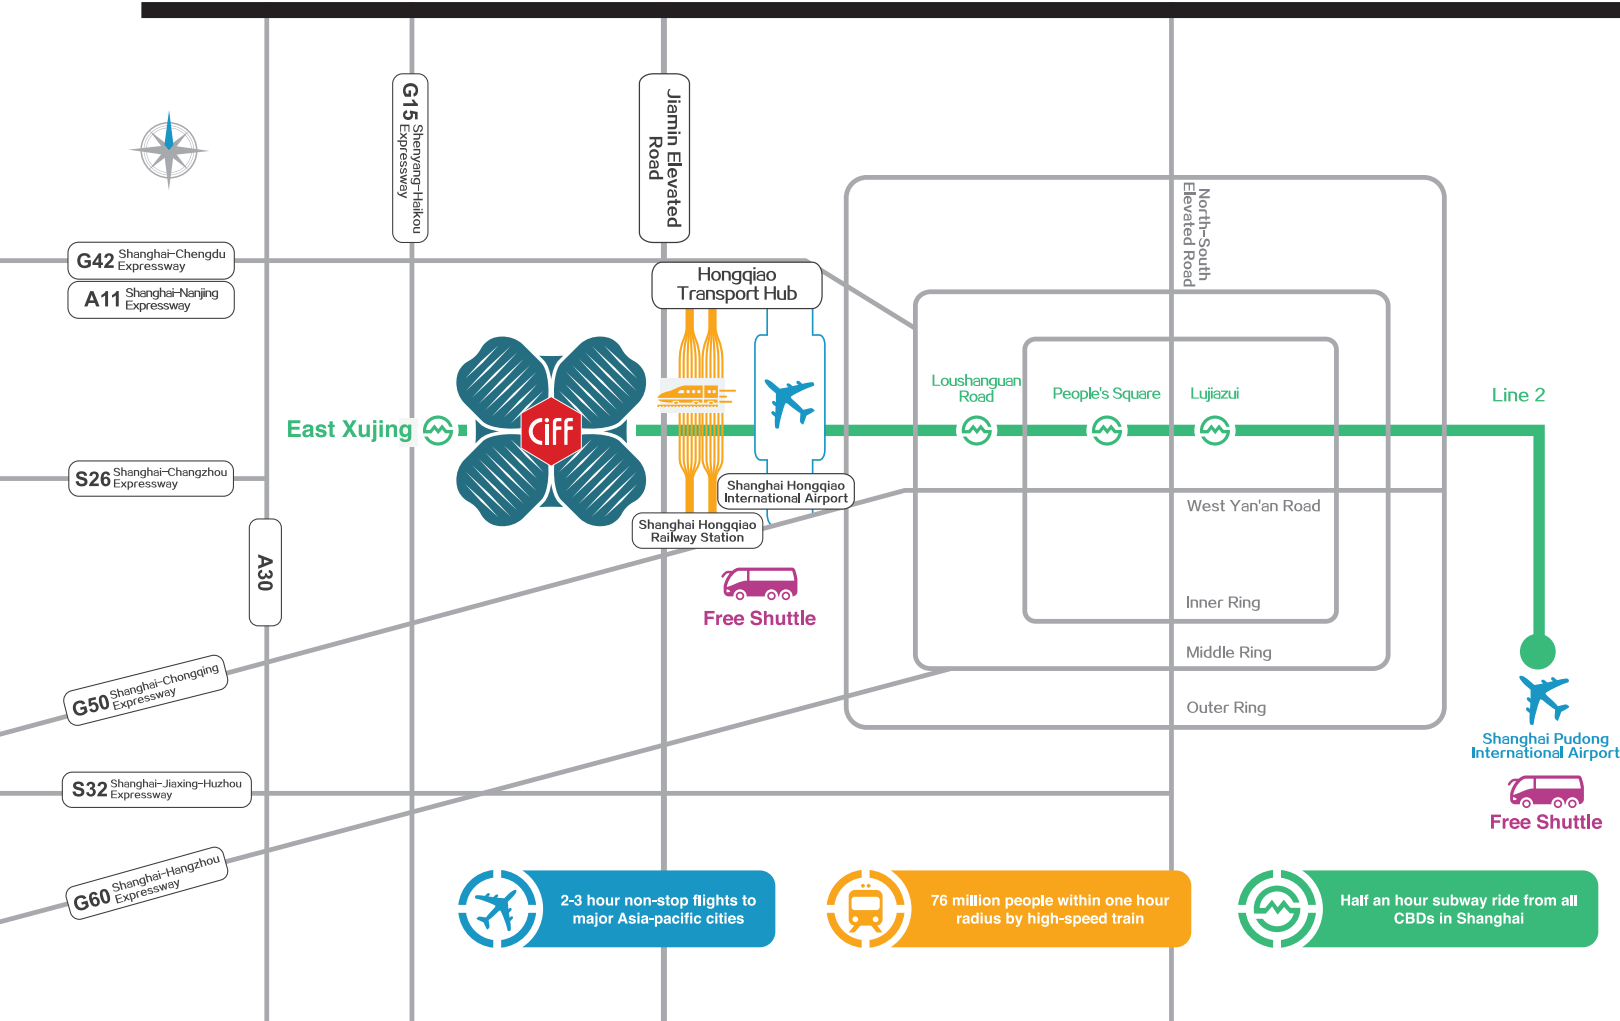 G15 Shenyang-Haikou
Expressway
Jiamin Elevated
Road
North-South
Elevated Road
G42 Shanghai-Chengdu
Expressway
A11 Shanghai-Nanjing
Expressway
Hongqiao
Transport Hub
Loushanguan
Road
People's Square
Lujiazui
Line 2
East Xujing
Ciff
S26 Shanghai-Changzhou
Expressway
Shanghai Hongqiao
International Airport
West Yan'an Road
Shanghai Hongqiao
Railway Station
A30
Free Shuttle
Inner Ring
Middle Ring
Outer Ring
G50 Shanghai-Chongqing
Expressway
Shanghai Pudong
International Airport
S32 Shanghai-Jiaxing-Huzhou
Expressway
Free Shuttle
G60 Shanghai-Hangzhou
Expressway
2-3 hour non-stop flights to
major Asia-pacific cities
76 million people within one hour
radius by high-speed train
Half an hour subway ride from all
CBDs in Shanghai